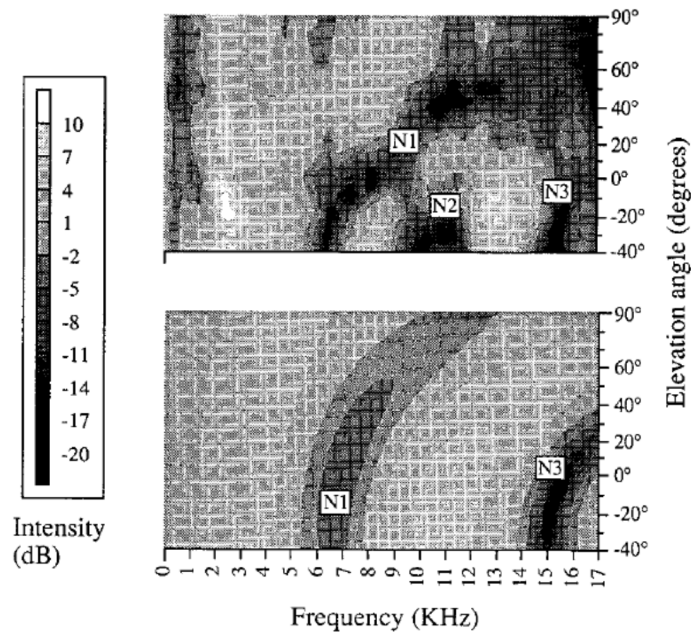 10
7
4
1
-2
-5
-8
-11
-14
-17
-20
Intensity
(dB)
90°
60°
40°
20°
0°
-20°
-40°
N1
N2
N3
90°
60°
40°
20°
0°
-20°
-40°
N1
N3
Elevation angle (degrees)
0 1 2 3 4 5 6 7 8 9 10 11 12 13 14 15 16 17
Frequency (KHz)